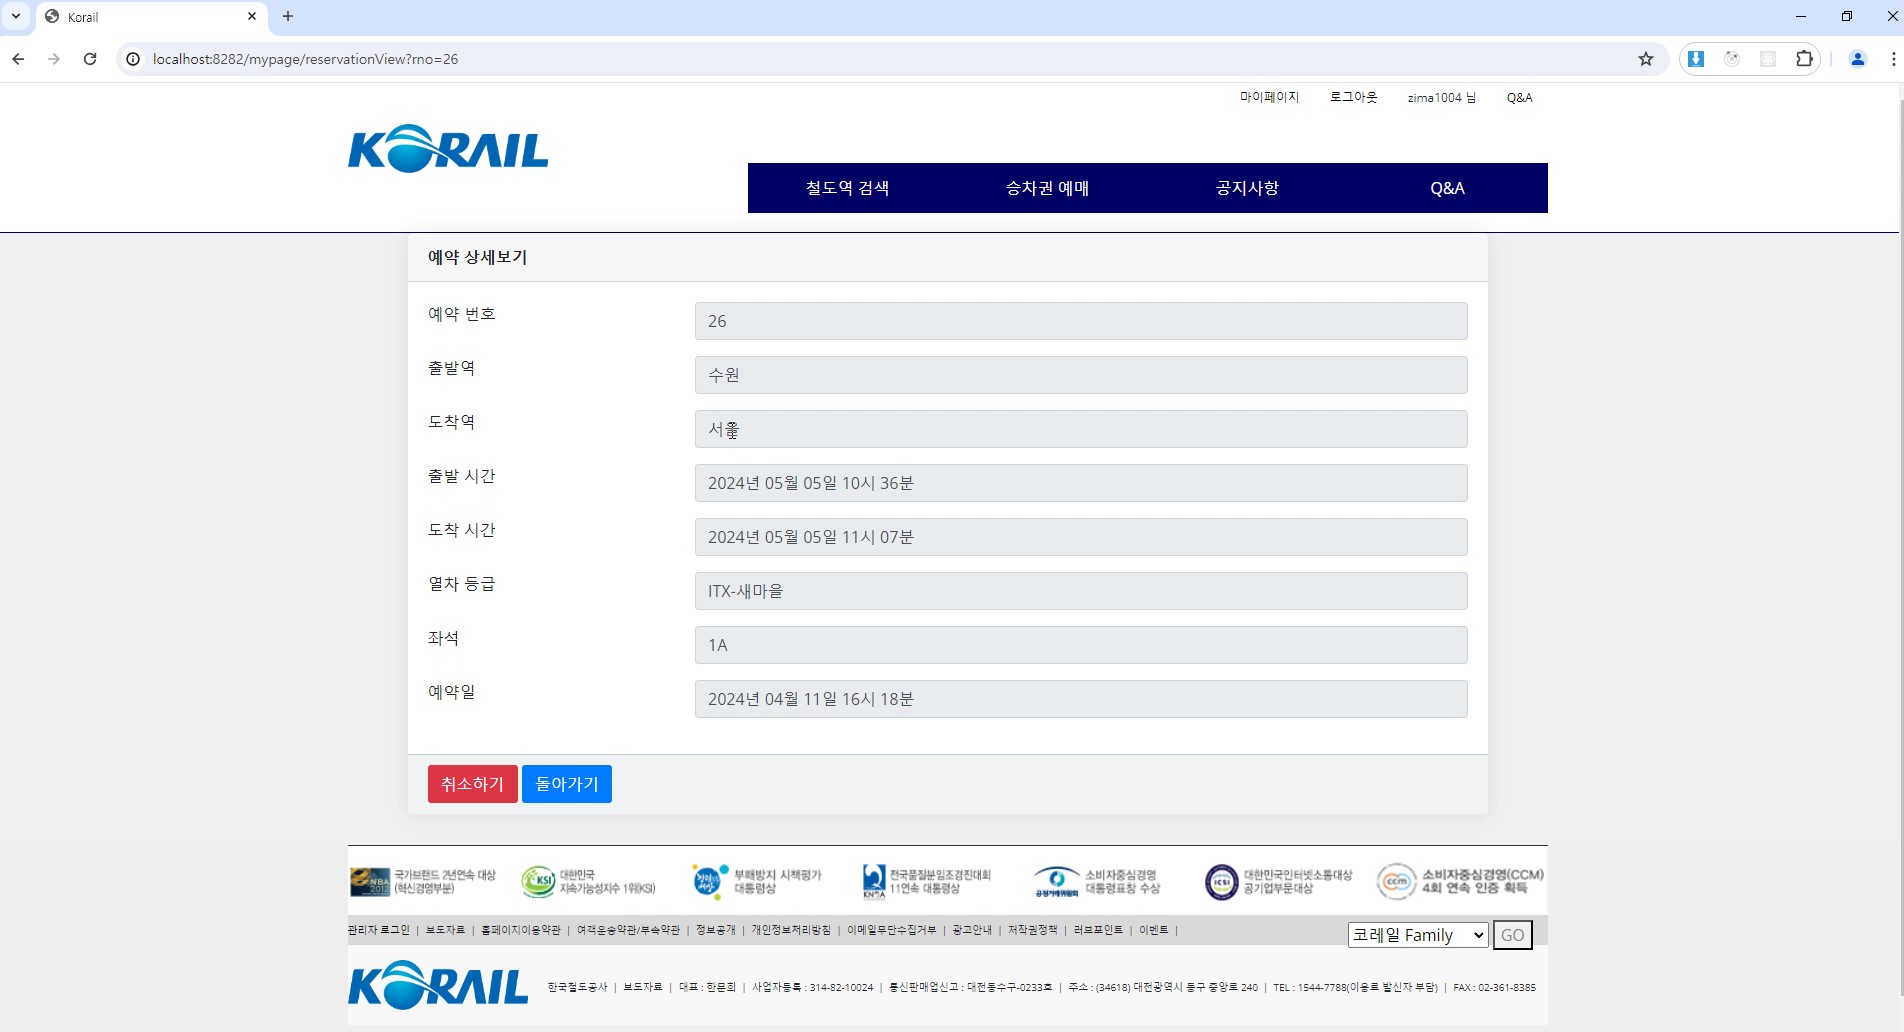 Korail
localhost:8282/mypage/reservationView?rno=26
마이페이지 로그아웃 zima1004 님 Q&A
KORAIL
철도역 검색 승차권 예매 공지사항 Q&A
예약 상세보기
예약 번호 26
출발역 수원
도착역 서울
출발 시간 2024년 05월 05일 10시 36분
도착 시간 2024년 05월 05일 11시 07분
열차 등급 ITX-새마을
좌석 1A
예약일 2024년 04월 11일 16시 18분
취소하기 돌아가기
국가브랜드 2년연속 대상 대한민국 부패방지 시책평가 전국품질분임조경진대회 소비자중심경영 대한민국인터넷소통대상 소비자중심경영(CCM)
(혁신경영부분) 지속가능성지수 1위(KSI) 대통령상 11연속 대통령상 대통령표창 수상 공기업부문대상 4회 연속 인증 획득
관리자 로그인 | 보도자료 | 홈페이지이용약관 | 여객운송약관/부속약관 | 정보공개 | 개인정보처리방침 | 이메일무단수집거부 | 광고안내 | 저작권정책 | 러브포인트 | 이벤트 |
코레일 Family GO
KORAIL
한국철도공사 | 보도자료 | 대표 : 한문희 | 사업자등록 : 314-82-10024 | 통신판매업신고 : 대전동수구-0233호 | 주소 : (34618) 대전광역시 동구 중앙로 240 | TEL : 1544-7788(이용료 발신자 부담) | FAX : 02-361-8385